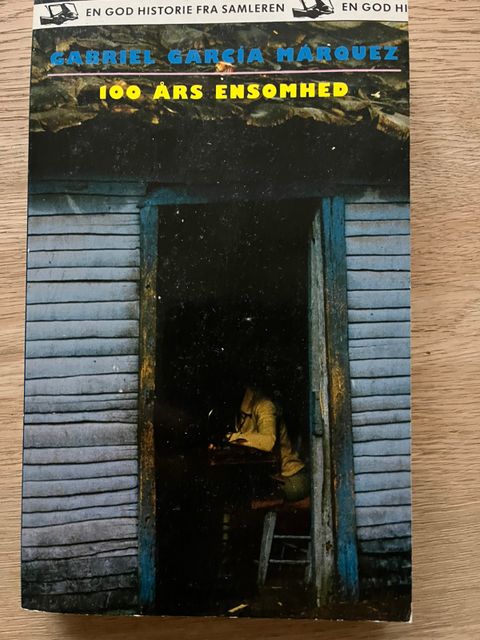 EN GOD HISTORIE FRA SAMLEREN EN GOD HI
GABRIEL GARCÍA MÁRQUEZ
100 ÅRS ENSOMHED